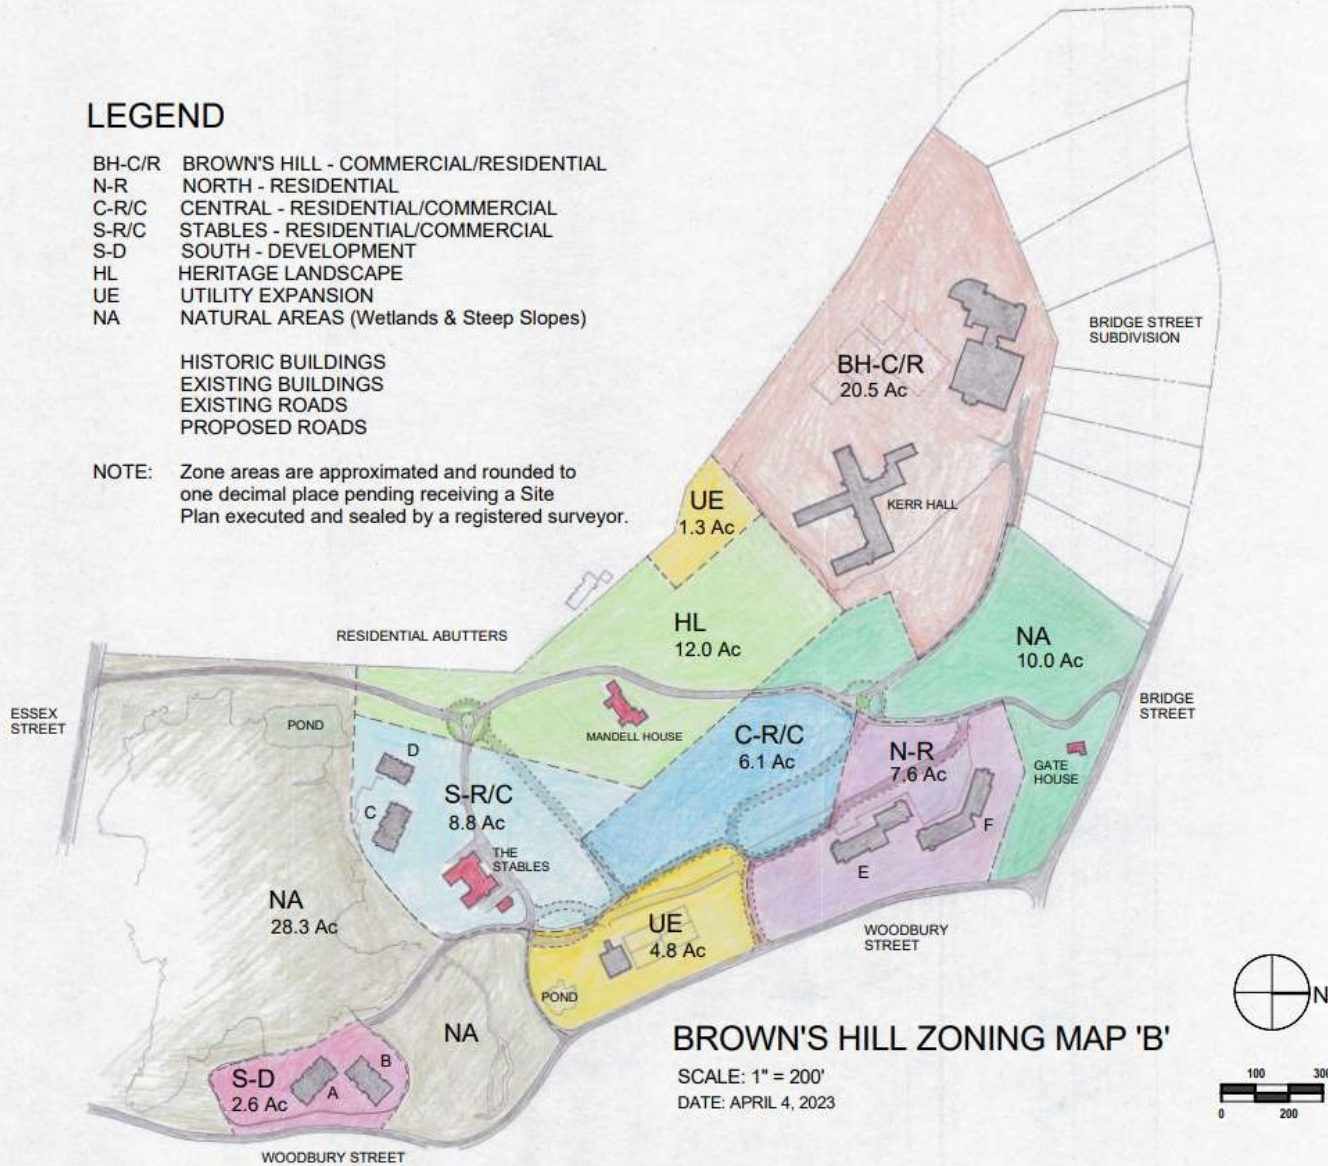 LEGEND
BH-C/R BROWN'S HILL - COMMERCIAL/RESIDENTIAL
N-R NORTH - RESIDENTIAL
C-R/C CENTRAL - RESIDENTIAL/COMMERCIAL
S-R/C STABLES - RESIDENTIAL/COMMERCIAL
S-D SOUTH - DEVELOPMENT
HL HERITAGE LANDSCAPE
UE UTILITY EXPANSION
NA NATURAL AREAS (Wetlands & Steep Slopes)
HISTORIC BUILDINGS
EXISTING BUILDINGS
EXISTING ROADS
PROPOSED ROADS
NOTE: Zone areas are approximated and rounded to
one decimal place pending receiving a Site
Plan executed and sealed by a registered surveyor.
BRIDGE STREET
SUBDIVISION
BH-C/R
20.5 Ac
KERR HALL
UE
1.3 Ac
HL
12.0 Ac
NA
10.0 Ac
RESIDENTIAL ABUTTERS
ESSEX
STREET
POND
MANDELL HOUSE
BRIDGE
STREET
C-R/C
6.1 Ac
N-R
7.6 Ac
GATE
HOUSE
D
C
S-R/C
8.8 Ac
THE
STABLES
F
E
NA
28.3 Ac
UE
4.8 Ac
WOODBURY
STREET
POND
NA
N
S-D
2.6 Ac
A
B
BROWN'S HILL ZONING MAP 'B'
SCALE: 1" = 200'
DATE: APRIL 4, 2023
100 300
0 200
WOODBURY STREET